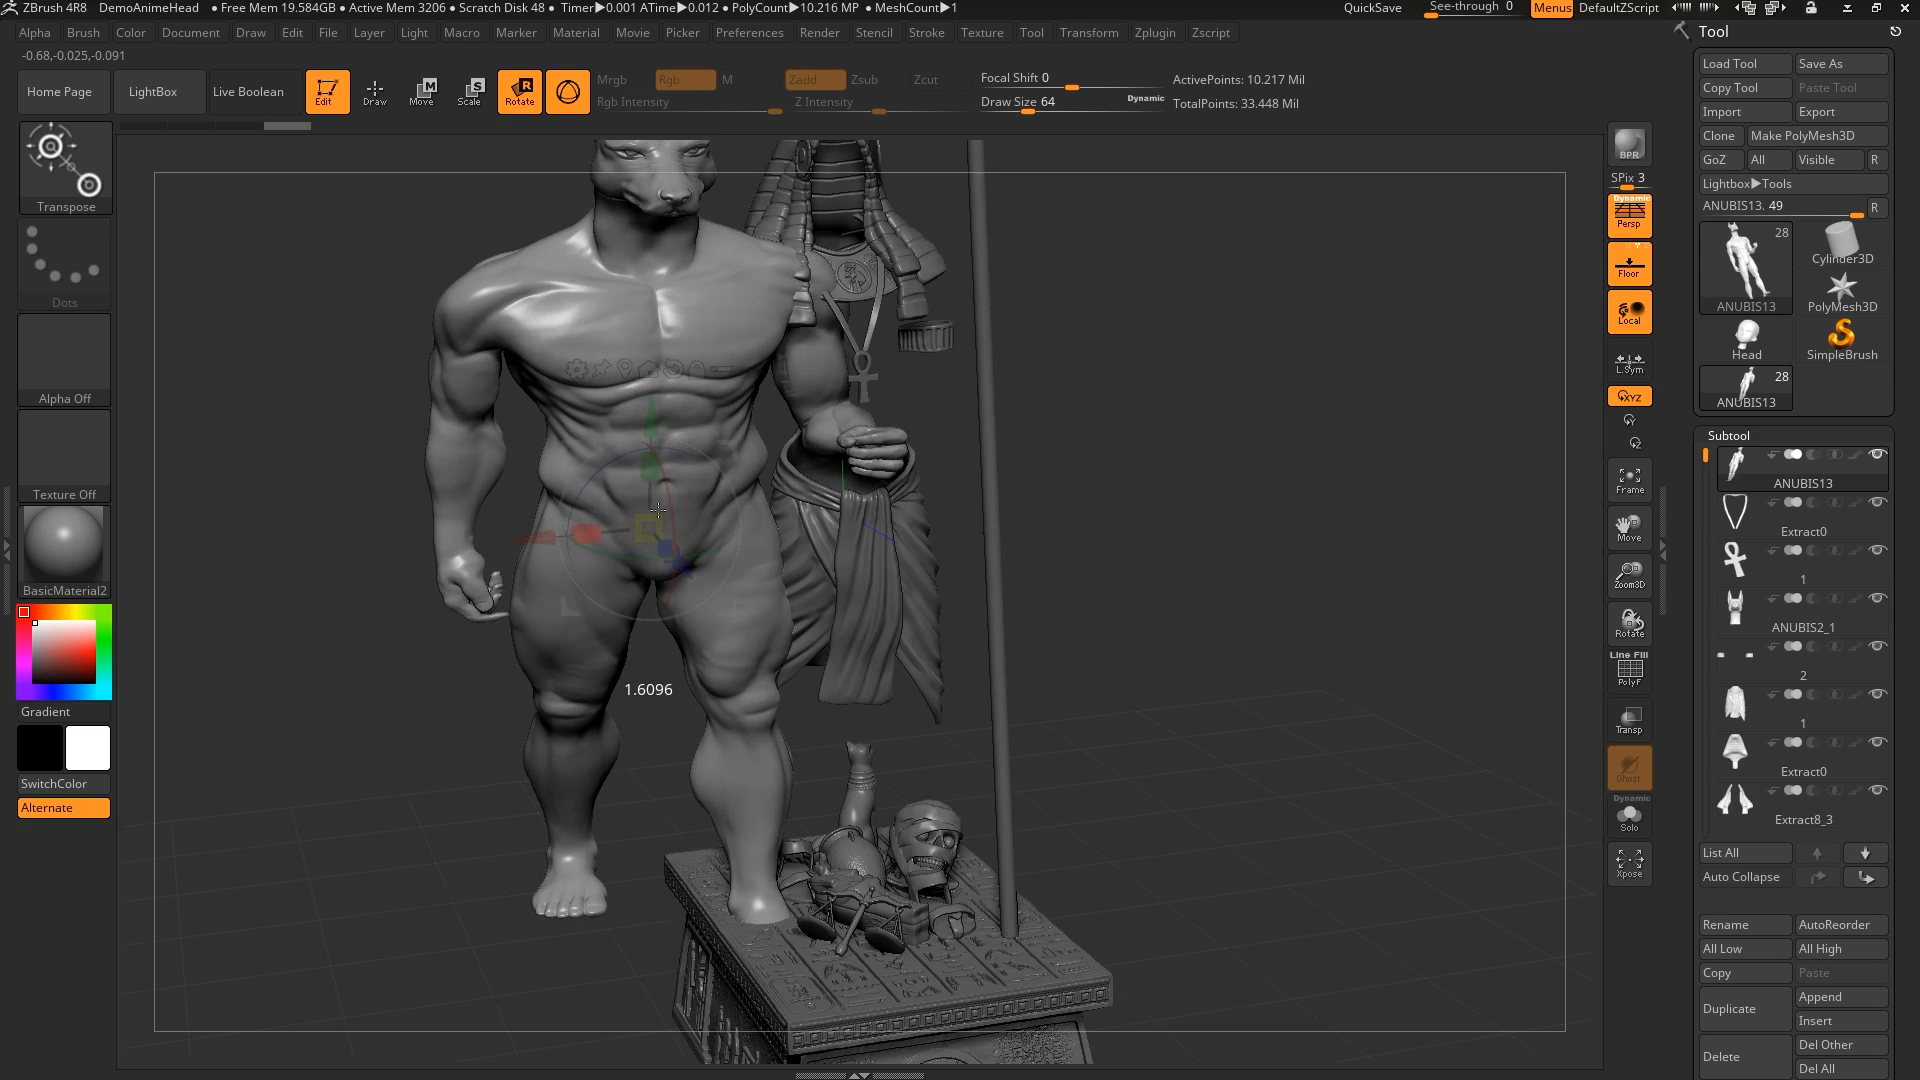 ZBrush 4R8 DemoAnimeHead • Free Mem 19.584GB • Active Mem 3206 • Scratch Disk 48 • Timer▶0.001 ATime▶0.012 • PolyCount▶10.216 MP • MeshCount▶1 QuickSave See-through 0 Menus DefaultZScript
Alpha Brush Color Document Draw Edit File Layer Light Macro Marker Material Movie Picker Preferences Render Stencil Stroke Texture Tool Transform Zplugin Zscript
-0.68,-0.025,-0.091
Home Page LightBox Live Boolean Edit Draw Move Scale Rotate
Mrgb Rgb M Zadd Zsub Zcut
Rgb Intensity Z Intensity
Focal Shift 0
Draw Size 64 Dynamic
ActivePoints: 10.217 Mil
TotalPoints: 33.448 Mil
Transpose
Dots
Alpha Off
Texture Off
BasicMaterial2
Gradient
SwitchColor
Alternate
1.6096
BPR
SPix 3
Dynamic
Persp
Floor
Local
L.Sym
XYZ
Y
Z
Frame
Move
Zoom3D
Rotate
Line Fill
PolyF
Transp
Ghost
Dynamic
Solo
Xpose
Tool
Load Tool Save As
Copy Tool Paste Tool
Import Export
Clone Make PolyMesh3D
GoZ All Visible R
Lightbox▶Tools
ANUBIS13. 49 R
28
Cylinder3D
ANUBIS13 PolyMesh3D
Head SimpleBrush
28
ANUBIS13
Subtool
ANUBIS13
Extract0
1
ANUBIS2_1
2
1
Extract0
Extract8_3
List All
Auto Collapse
Rename AutoReorder
All Low All High
Copy Paste
Duplicate Append
Insert
Delete Del Other
Del All